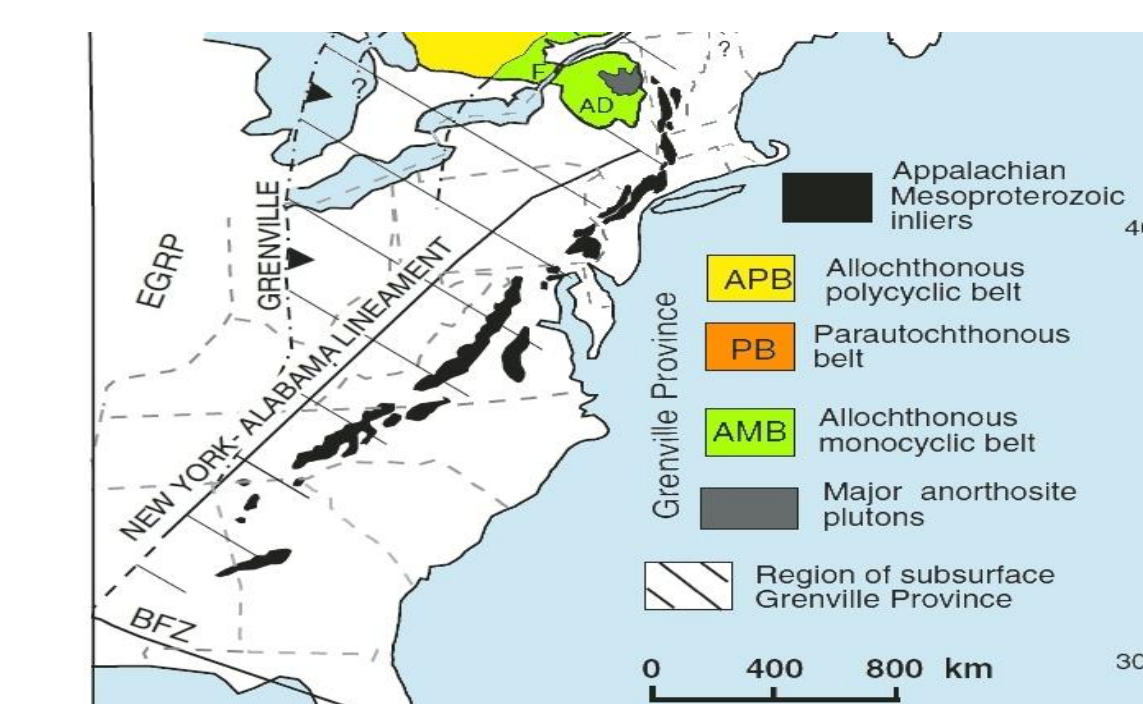 ?
?
F
AD
EGRP
GRENVILLE
NEW YORK- ALABAMA LINEAMENT
BFZ
Appalachian
Mesoproterozoic
inliers
40
Grenville Province
APB
Allochthonous
polycyclic belt
PB
Parautochthonous
belt
AMB
Allochthonous
monocyclic belt
Major anorthosite
plutons
Region of subsurface
Grenville Province
0 400 800 km
30